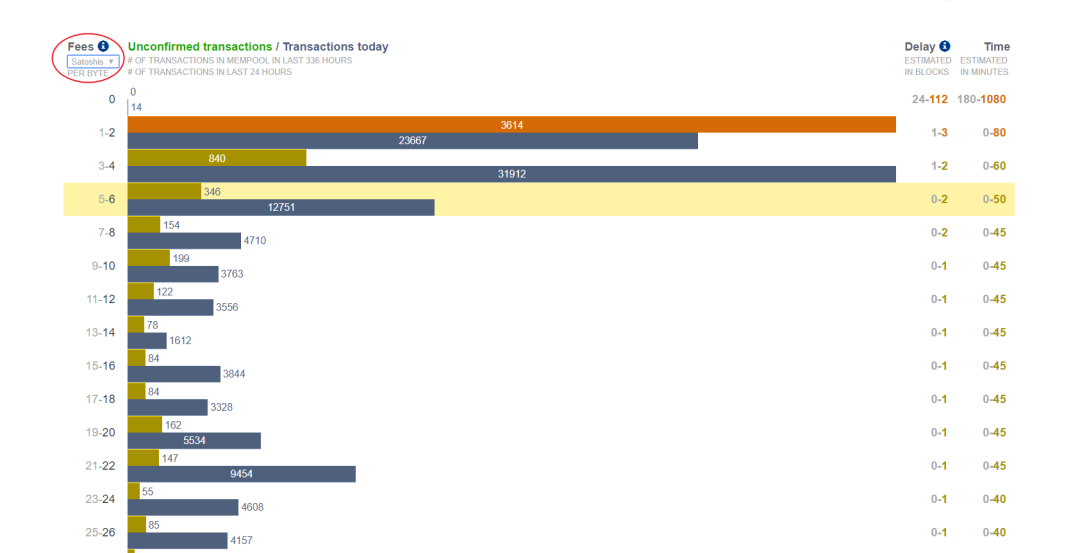 Fees Unconfirmed transactions / Transactions today Delay Time
Satoshis # OF TRANSACTIONS IN MEMPOOL IN LAST 336 HOURS ESTIMATED ESTIMATED
PER BYTE # OF TRANSACTIONS IN LAST 24 HOURS IN BLOCKS IN MINUTES
0 0 14 24-112 180-1080
1-2 3614 23667 1-3 0-80
3-4 840 31912 1-2 0-60
5-6 346 12751 0-2 0-50
7-8 154 4710 0-2 0-45
9-10 199 3763 0-1 0-45
11-12 122 3556 0-1 0-45
13-14 78 1612 0-1 0-45
15-16 84 3844 0-1 0-45
17-18 84 3328 0-1 0-45
19-20 162 5534 0-1 0-45
21-22 147 9454 0-1 0-45
23-24 55 4608 0-1 0-40
25-26 85 4157 0-1 0-40